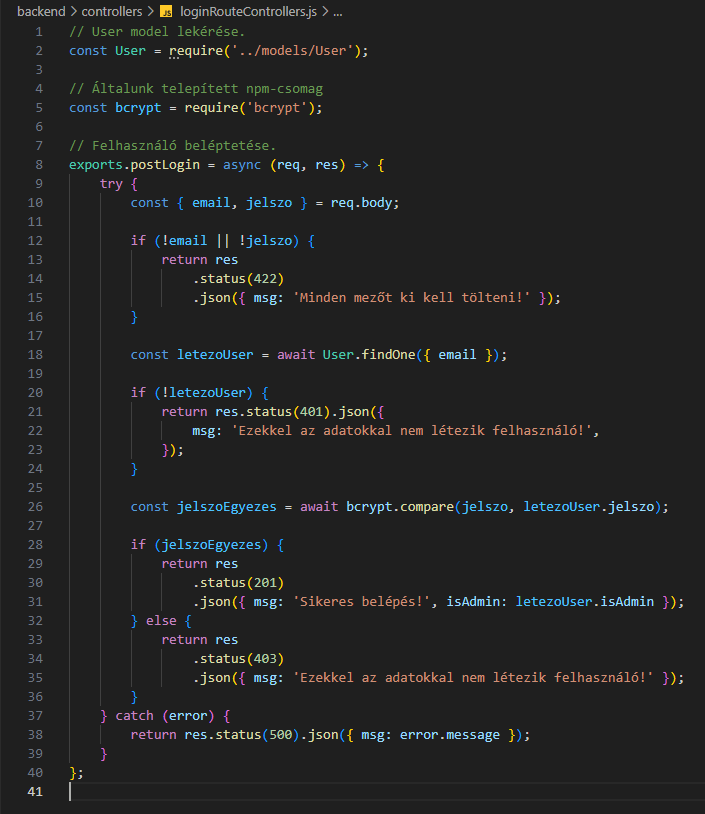 backend > controllers > JS loginRouteControllers.js > ...
1 // User model lekérése.
2 const User = require('../models/User');
3
4 // Általunk telepített npm-csomag
5 const bcrypt = require('bcrypt');
6
7 // Felhasználó beléptetése.
8 exports.postLogin = async (req, res) => {
9     try {
10         const { email, jelszo } = req.body;
11
12         if (!email || !jelszo) {
13             return res
14                 .status(422)
15                 .json({ msg: 'Minden mezőt ki kell tölteni!' });
16         }
17
18         const letezoUser = await User.findOne({ email });
19
20         if (!letezoUser) {
21             return res.status(401).json({
22                 msg: 'Ezekkel az adatokkal nem létezik felhasználó!',
23             });
24         }
25
26         const jelszoEgyezes = await bcrypt.compare(jelszo, letezoUser.jelszo);
27
28         if (jelszoEgyezes) {
29             return res
30                 .status(201)
31                 .json({ msg: 'Sikeres belépés!', isAdmin: letezoUser.isAdmin });
32         } else {
33             return res
34                 .status(403)
35                 .json({ msg: 'Ezekkel az adatokkal nem létezik felhasználó!' });
36         }
37     } catch (error) {
38         return res.status(500).json({ msg: error.message });
39     }
40 };
41